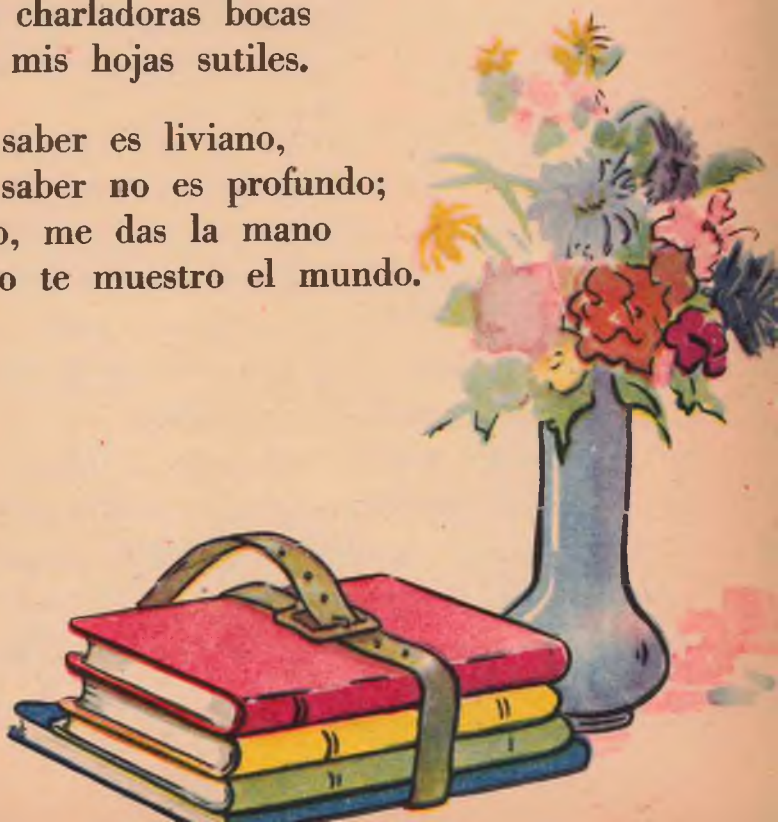 charladoras bocas
mis hojas sutiles.
saber es liviano,
saber no es profundo;
me das la mano
te muestro el mundo.